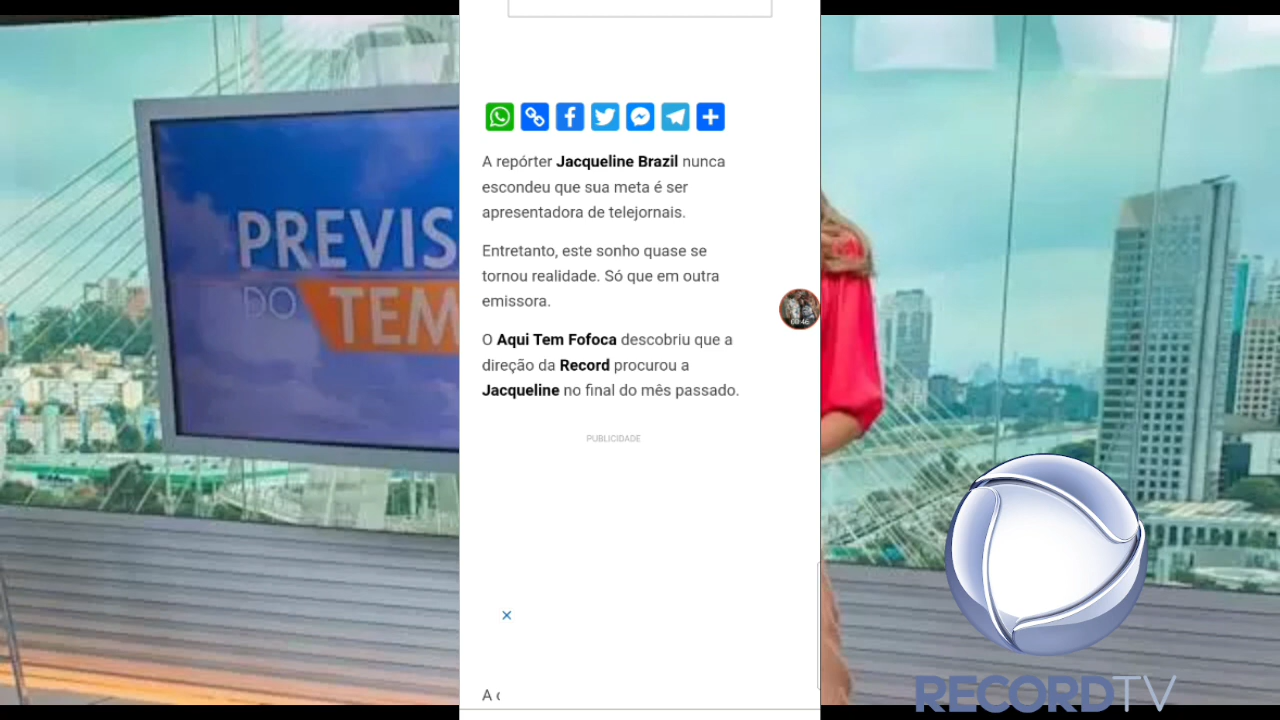 PREVIS
DO TEM
A repórter Jacqueline Brazil nunca
escondeu que sua meta é ser
apresentadora de telejornais.
Entretanto, este sonho quase se
tornou realidade. Só que em outra
emissora.
O Aqui Tem Fofoca descobriu que a
direção da Record procurou a
Jacqueline no final do mês passado.
PUBLICIDADE
A
00:46
RECORDTV